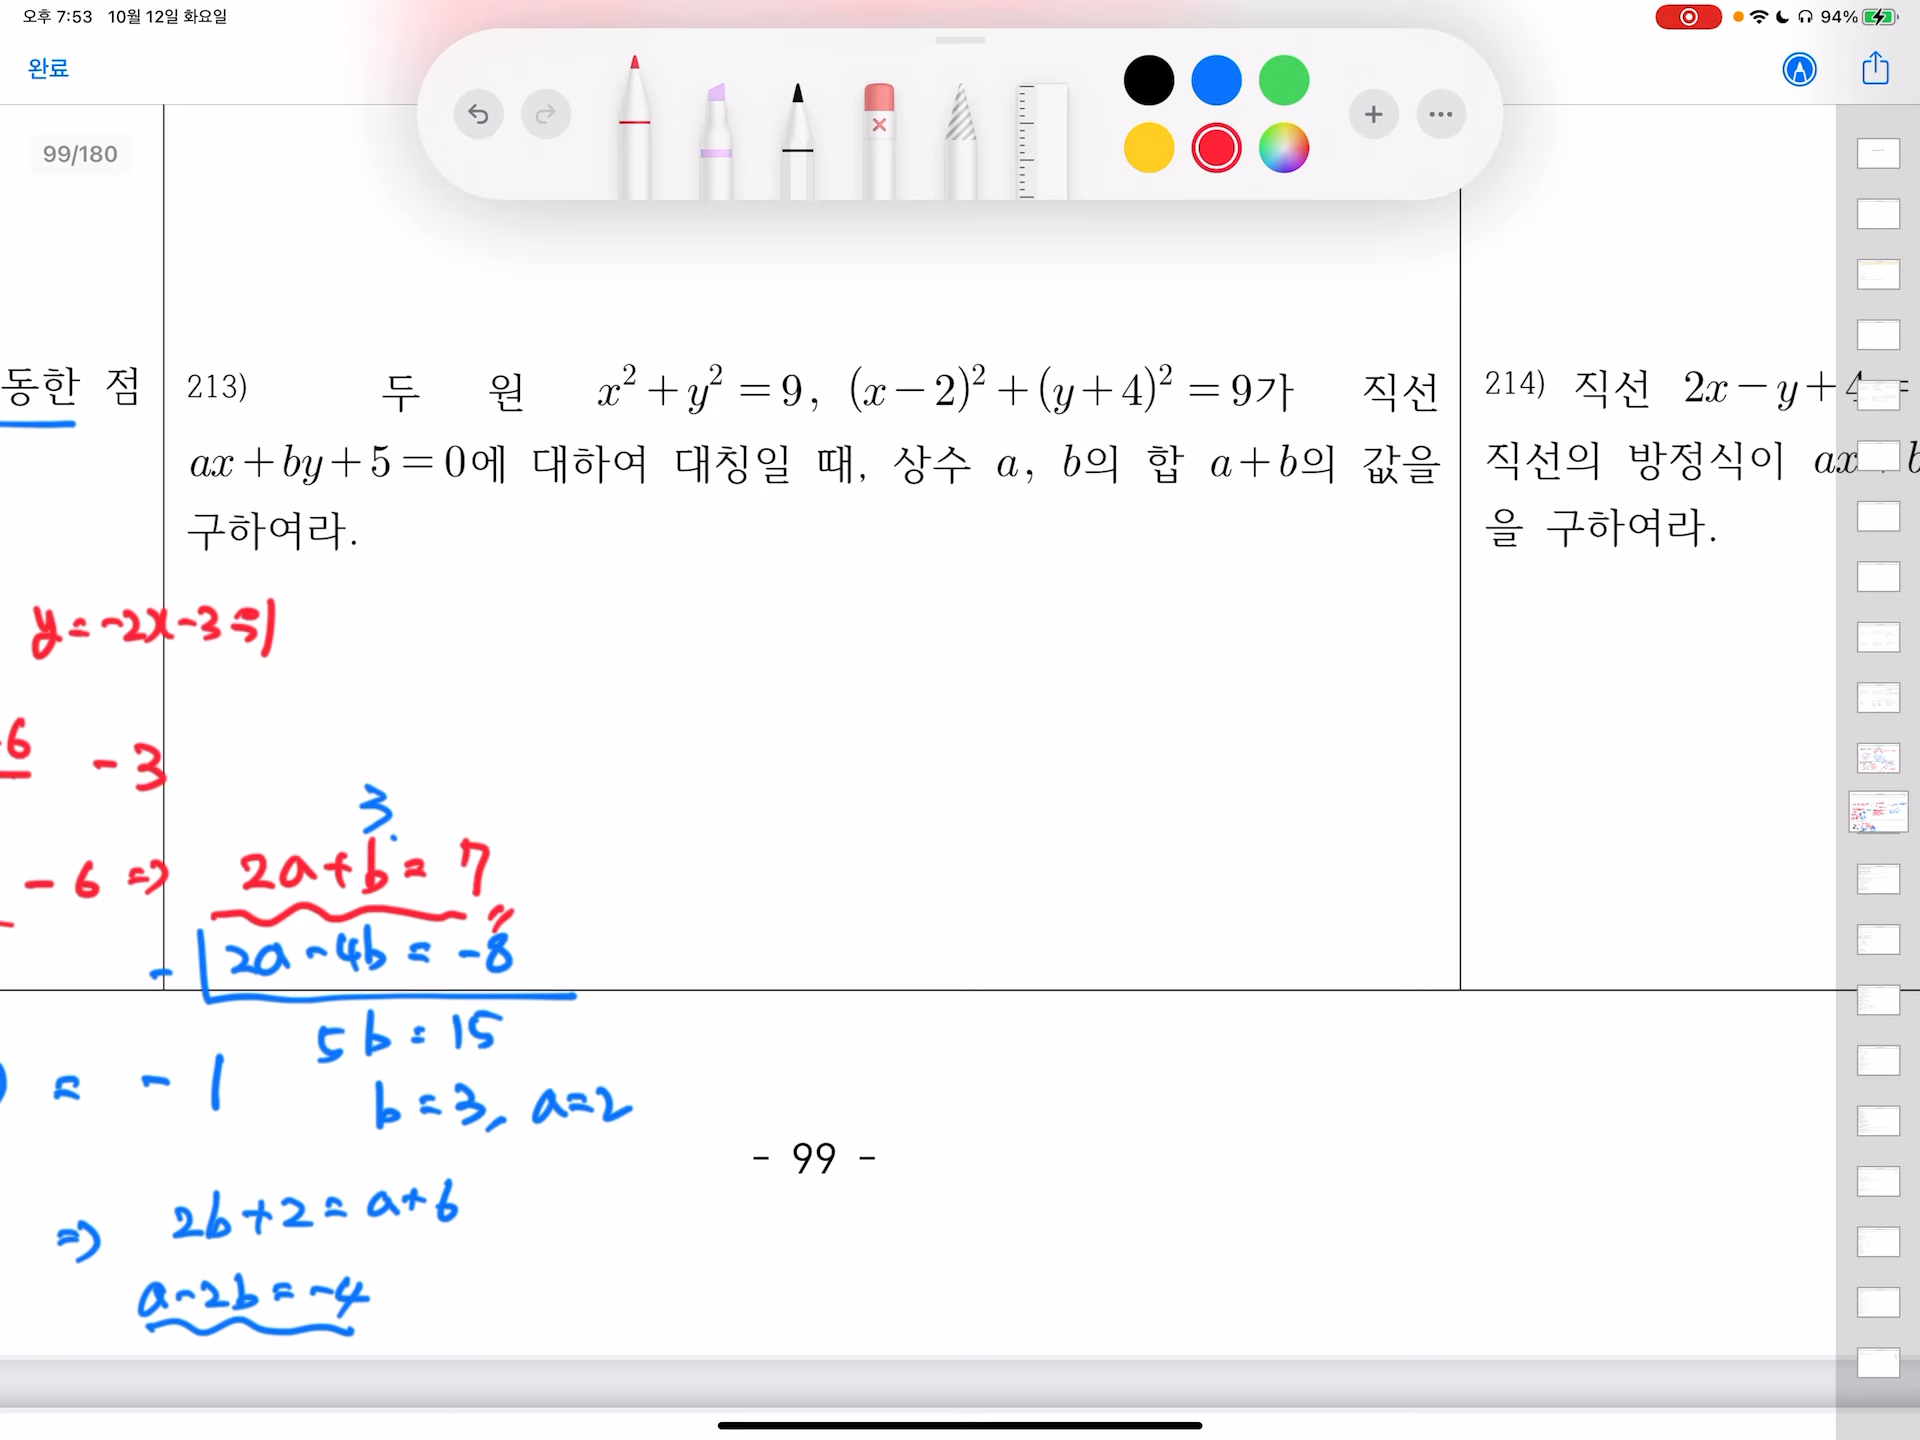 오후 7:53 10월 12일 화요일
94%
완료
99/180
동한 점
213) 두 원 x²+y²=9, (x−2)²+(y+4)²=9가 직선
ax+by+5=0에 대하여 대칭일 때, 상수 a, b의 합 a+b의 값을
구하여라.
214) 직선 2x−y+4=
직선의 방정식이 ax b
을 구하여라.
y=-2x-3=1
6 -3
3
-6 => 2a+b=7
- 2a-4b=-8
5b=15
= -1
b=3, a=2
- 99 -
=> 2b+2=a+6
a-2b=-4